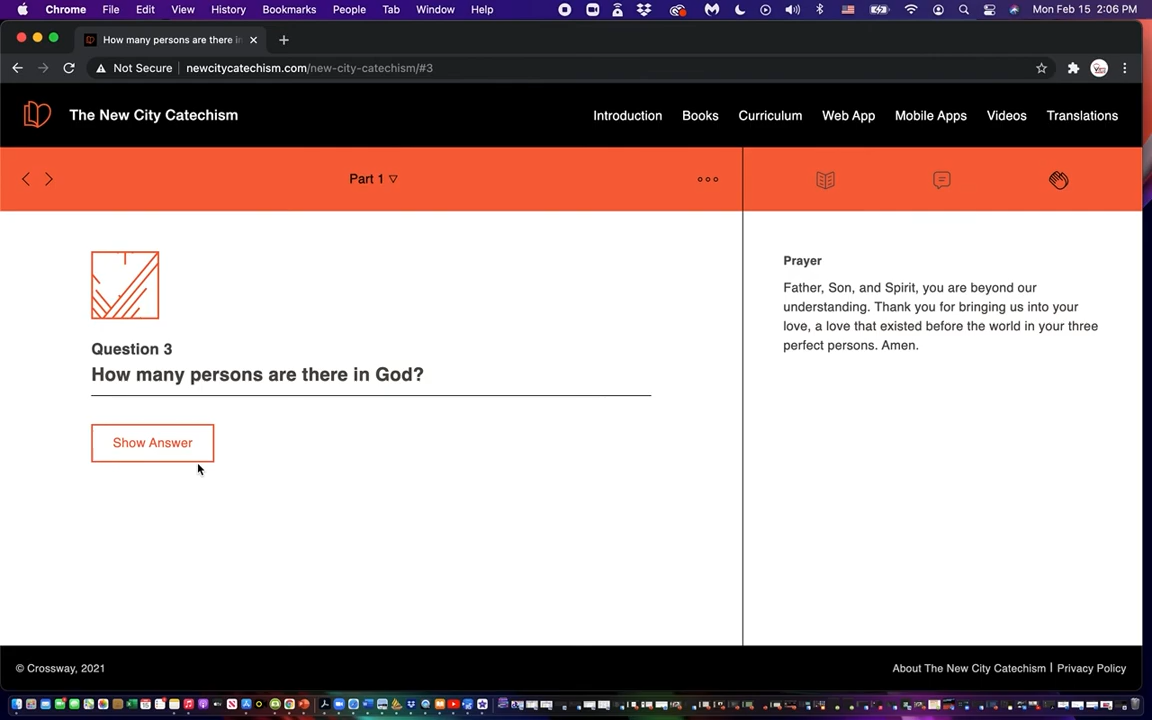 Chrome File Edit View History Bookmarks People Tab Window Help Mon Feb 15 2:06 PM
How many persons are there i
Not Secure newcitycatechism.com/new-city-catechism/#3
The New City Catechism Introduction Books Curriculum Web App Mobile Apps Videos Translations
Part 1
Question 3
How many persons are there in God?
Show Answer
Prayer
Father, Son, and Spirit, you are beyond our
understanding. Thank you for bringing us into your
love, a love that existed before the world in your three
perfect persons. Amen.
© Crossway, 2021 About The New City Catechism | Privacy Policy